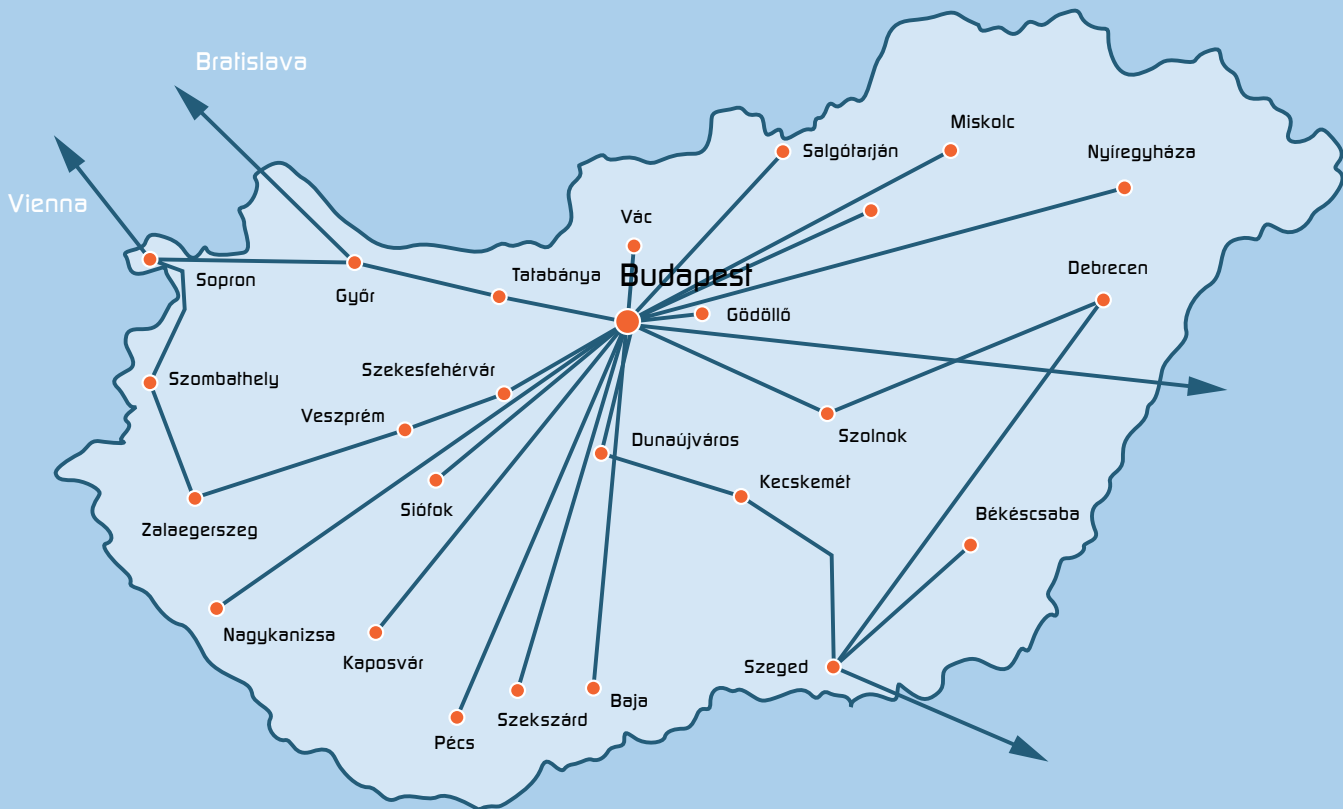 Bratislava
Miskolc
Salgótarján
Nyíregyháza
Vienna
Vác
Debrecen
Sopron
Győr
Tatabánya
Budapest
Gödöllő
Szekesfehérvár
Szombathely
Veszprém
Szolnok
Dunaújváros
Kecskemét
Siófok
Békéscsaba
Zalaegerszeg
Nagykanizsa
Kaposvár
Szeged
Baja
Szekszárd
Pécs